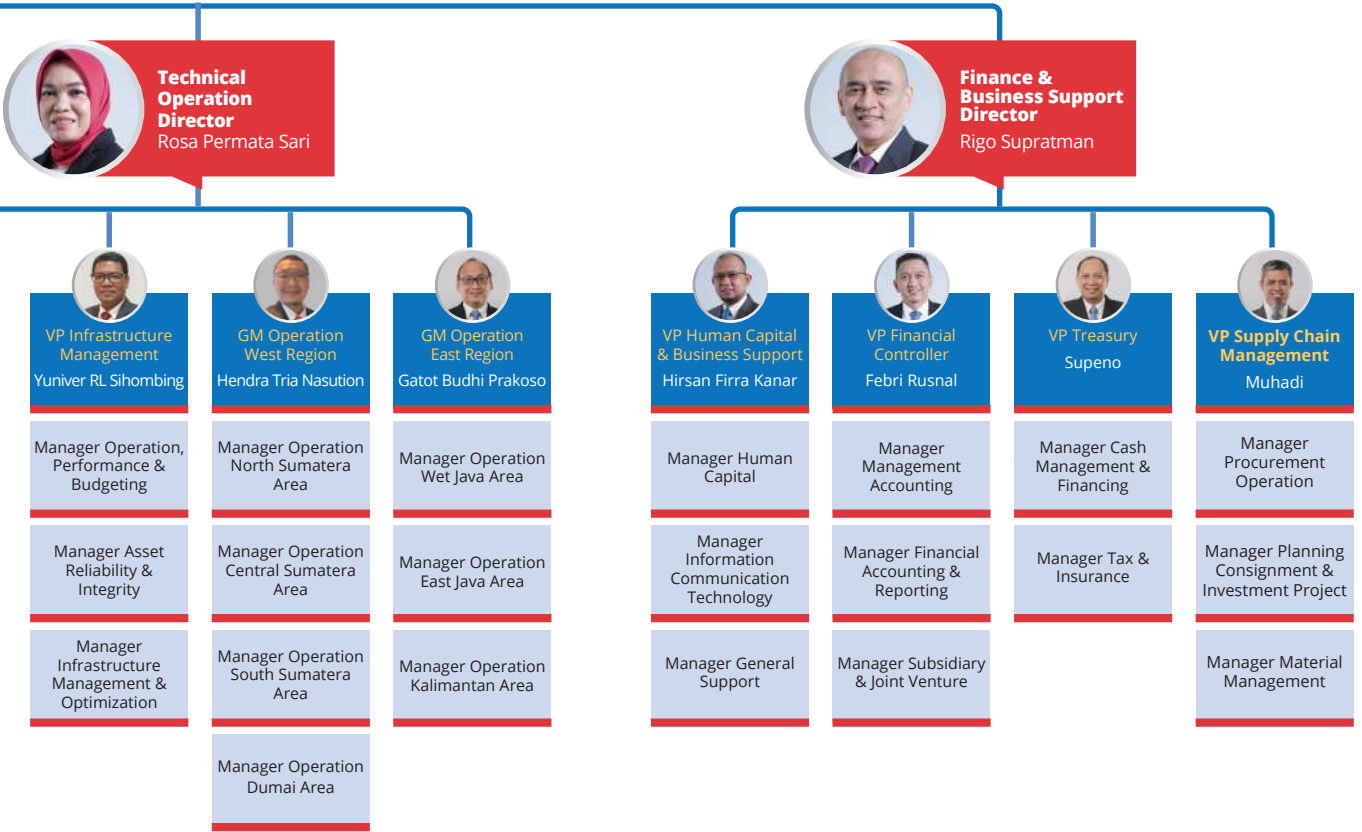 Technical
Operation
Director
Rosa Permata Sari
Finance &
Business Support
Director
Rigo Supratman
VP Infrastructure
Management
Yuniver RL Sihombing
Manager Operation,
Performance &
Budgeting
Manager Asset
Reliability &
Integrity
Manager
Infrastructure
Management &
Optimization
GM Operation
West Region
Hendra Tria Nasution
Manager Operation
North Sumatera
Area
Manager Operation
Central Sumatera
Area
Manager Operation
South Sumatera
Area
Manager Operation
Dumai Area
GM Operation
East Region
Gatot Budhi Prakoso
Manager Operation
Wet Java Area
Manager Operation
East Java Area
Manager Operation
Kalimantan Area
VP Human Capital
& Business Support
Hirsan Firra Kanar
Manager Human
Capital
Manager
Information
Communication
Technology
Manager General
Support
VP Financial
Controller
Febri Rusnal
Manager
Management
Accounting
Manager Financial
Accounting &
Reporting
Manager Subsidiary
& Joint Venture
VP Treasury
Supeno
Manager Cash
Management &
Financing
Manager Tax &
Insurance
VP Supply Chain
Management
Muhadi
Manager
Procurement
Operation
Manager Planning
Consignment &
Investment Project
Manager Material
Management